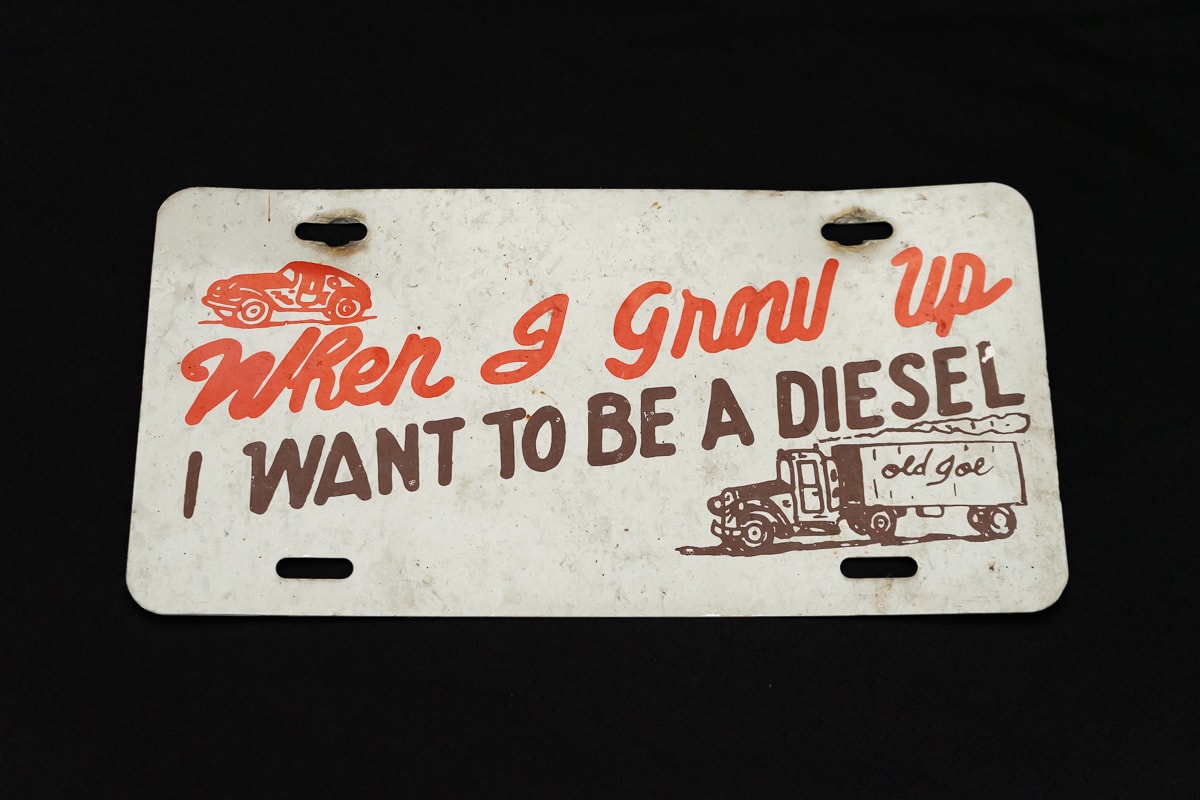 When I Grow Up
I WANT TO BE A DIESEL
old Joe